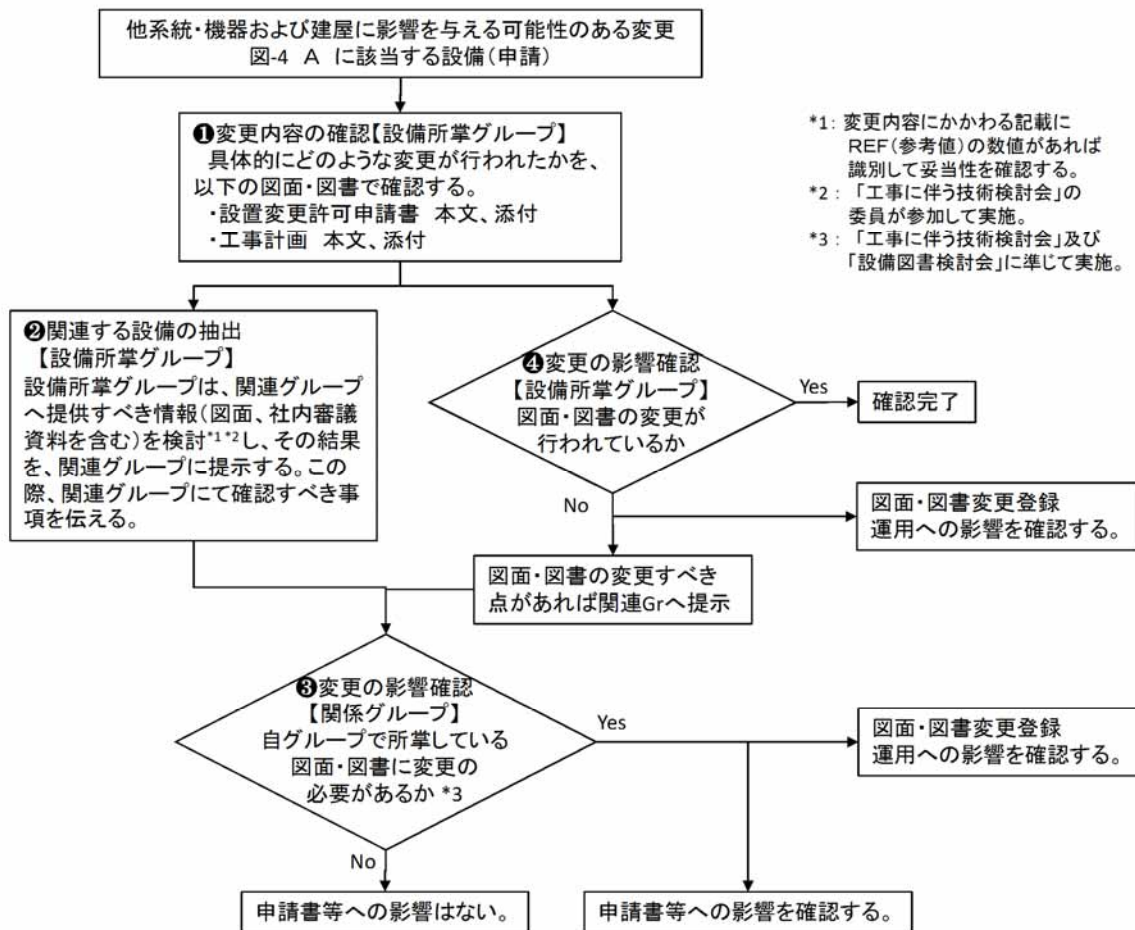 他系統・機器および建屋に影響を与える可能性のある変更
図-4 A に該当する設備(申請)
❶変更内容の確認【設備所掌グループ】
具体的にどのような変更が行われたかを、
以下の図面・図書で確認する。
・設置変更許可申請書 本文、添付
・工事計画 本文、添付
*1: 変更内容にかかわる記載に
REF(参考値)の数値があれば
識別して妥当性を確認する。
*2: 「工事に伴う技術検討会」の
委員が参加して実施。
*3: 「工事に伴う技術検討会」及び
「設備図書検討会」に準じて実施。
❷関連する設備の抽出
【設備所掌グループ】
設備所掌グループは、関連グループ
へ提供すべき情報(図面、社内審議
資料を含む)を検討*1 *2し、その結果
を、関連グループに提示する。この
際、関連グループにて確認すべき事
項を伝える。
❹変更の影響確認
【設備所掌グループ】
図面・図書の変更が
行われているか
Yes
確認完了
No
図面・図書変更登録
運用への影響を確認する。
図面・図書の変更すべき
点があれば関連Grへ提示
❸変更の影響確認
【関係グループ】
自グループで所掌している
図面・図書に変更の
必要があるか *3
Yes
図面・図書変更登録
運用への影響を確認する。
No
申請書等への影響はない。
申請書等への影響を確認する。